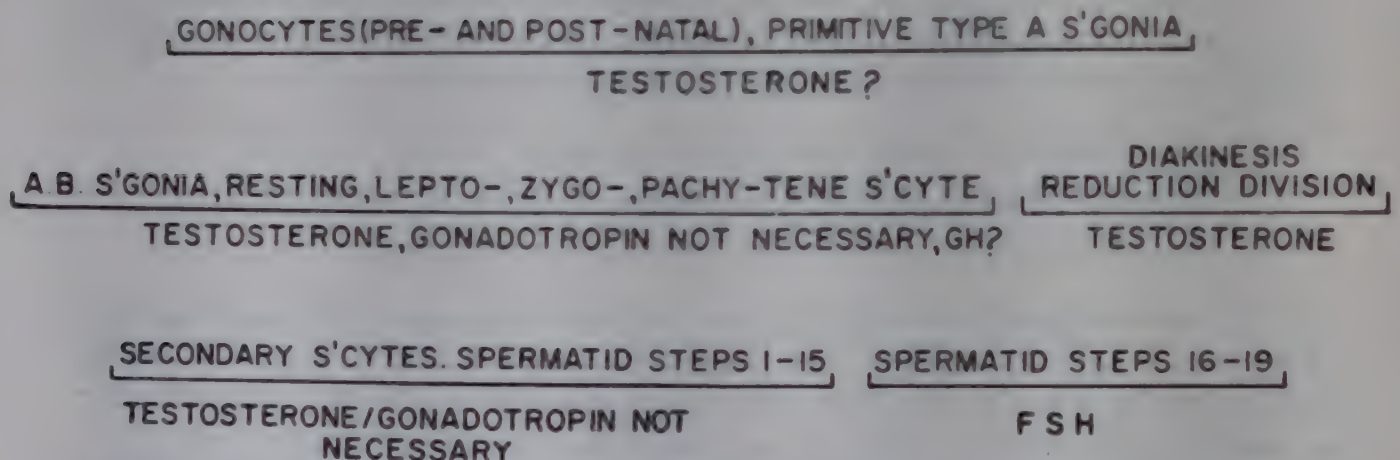 GONOCYTES(PRE- AND POST-NATAL), PRIMITIVE TYPE A S'GONIA
TESTOSTERONE?
A.B. S'GONIA,RESTING,LEPTO-,ZYGO-,PACHY-TENE S'CYTE
TESTOSTERONE,GONADOTROPIN NOT NECESSARY,GH?
DIAKINESIS
REDUCTION DIVISION
TESTOSTERONE
SECONDARY S'CYTES. SPERMATID STEPS 1-15
TESTOSTERONE/GONADOTROPIN NOT
NECESSARY
SPERMATID STEPS 16-19
FSH